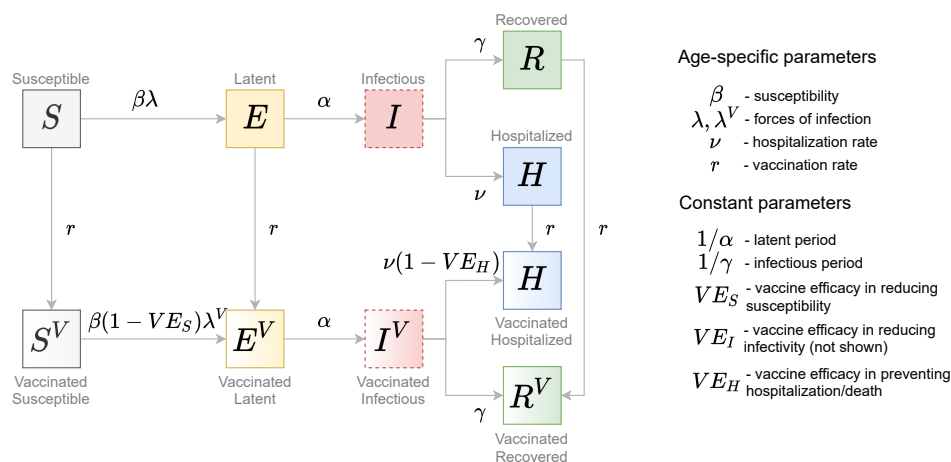 Recovered
γ
R
Susceptible
Latent
Infectious
S
βλ
E
α
I
Hospitalized
H
ν
r
r
r
r
ν(1 − VE_H)
H
Vaccinated
Hospitalized
S^V
β(1 − VE_S)λ^V
E^V
α
I^V
Vaccinated
Susceptible
Vaccinated
Latent
Vaccinated
Infectious
R^V
γ
Vaccinated
Recovered
Age-specific parameters
β - susceptibility
λ, λ^V - forces of infection
ν - hospitalization rate
r - vaccination rate
Constant parameters
1/α - latent period
1/γ - infectious period
VE_S - vaccine efficacy in reducing
susceptibility
VE_I - vaccine efficacy in reducing
infectivity (not shown)
VE_H - vaccine efficacy in preventing
hospitalization/death